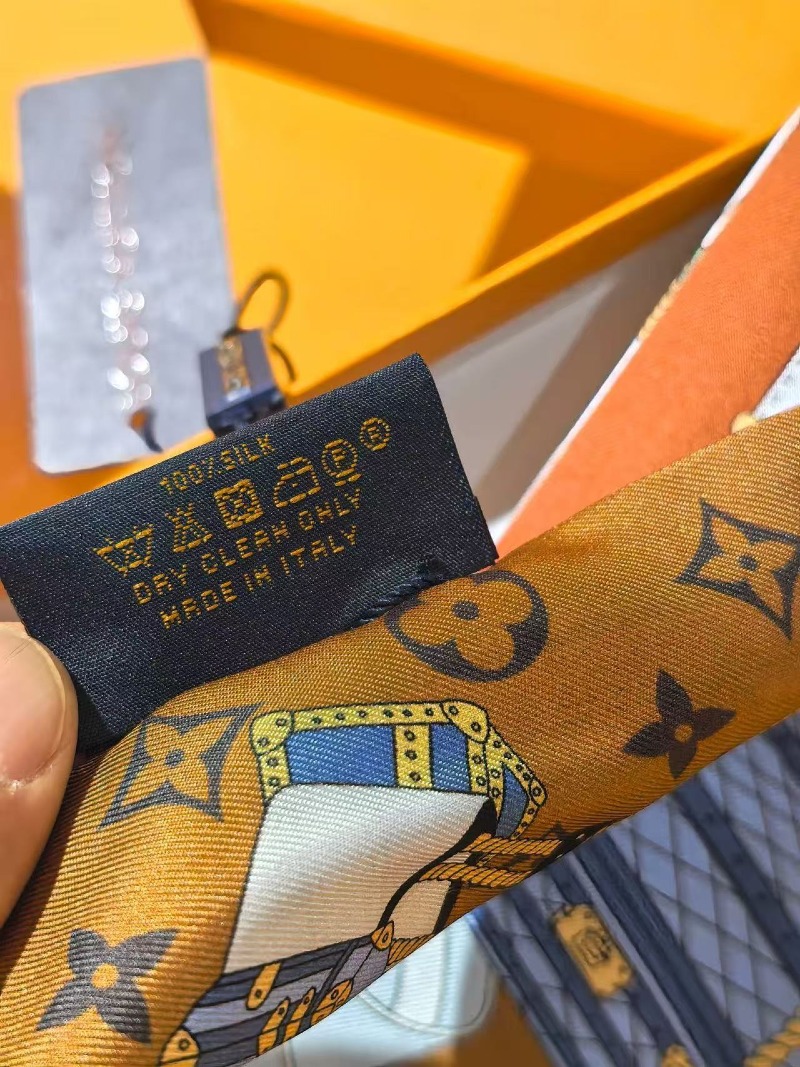 100% SILK
P ®
DRY CLEAN ONLY
MADE IN ITALY